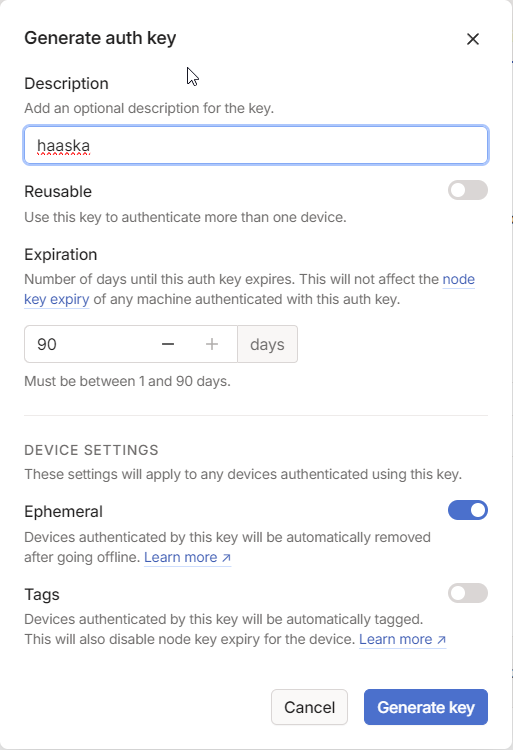 Generate auth key
Description
Add an optional description for the key.
haaska
Reusable
Use this key to authenticate more than one device.
Expiration
Number of days until this auth key expires. This will not affect the node
key expiry of any machine authenticated with this auth key.
90 days
Must be between 1 and 90 days.
DEVICE SETTINGS
These settings will apply to any devices authenticated using this key.
Ephemeral
Devices authenticated by this key will be automatically removed
after going offline. Learn more ↗
Tags
Devices authenticated by this key will be automatically tagged.
This will also disable node key expiry for the device. Learn more ↗
Cancel Generate key